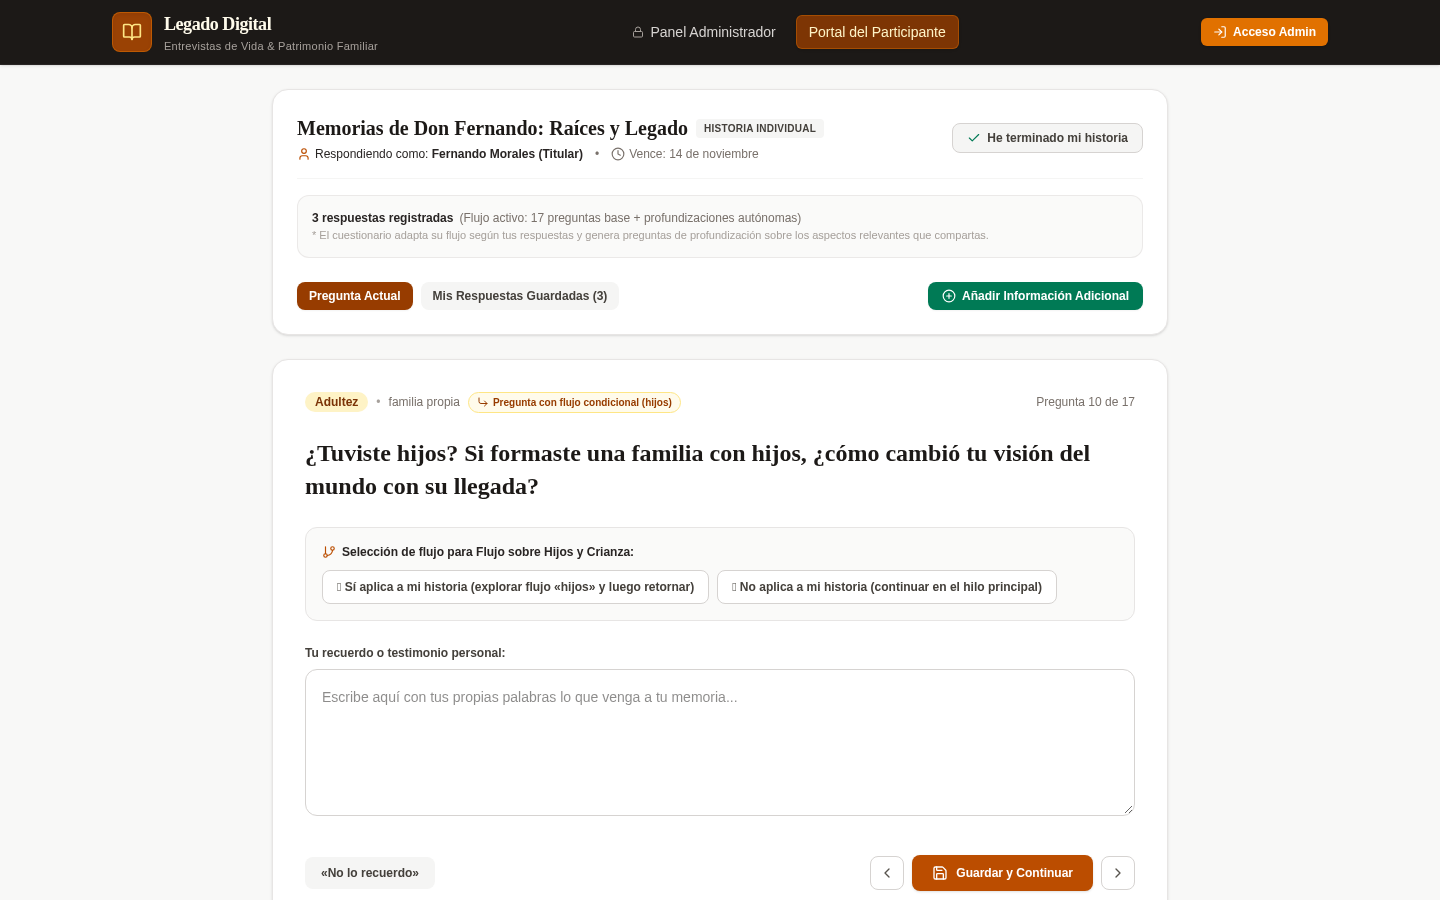 Legado Digital
Entrevistas de Vida & Patrimonio Familiar
Panel Administrador
Portal del Participante
Acceso Admin
Memorias de Don Fernando: Raíces y Legado HISTORIA INDIVIDUAL
Respondiendo como: Fernando Morales (Titular) • Vence: 14 de noviembre
He terminado mi historia
3 respuestas registradas (Flujo activo: 17 preguntas base + profundizaciones autónomas)
* El cuestionario adapta su flujo según tus respuestas y genera preguntas de profundización sobre los aspectos relevantes que compartas.
Pregunta Actual
Mis Respuestas Guardadas (3)
Añadir Información Adicional
Adultez • familia propia Pregunta con flujo condicional (hijos)
Pregunta 10 de 17
¿Tuviste hijos? Si formaste una familia con hijos, ¿cómo cambió tu visión del
mundo con su llegada?
Selección de flujo para Flujo sobre Hijos y Crianza:
Sí aplica a mi historia (explorar flujo «hijos» y luego retornar)
No aplica a mi historia (continuar en el hilo principal)
Tu recuerdo o testimonio personal:
Escribe aquí con tus propias palabras lo que venga a tu memoria...
«No lo recuerdo»
Guardar y Continuar